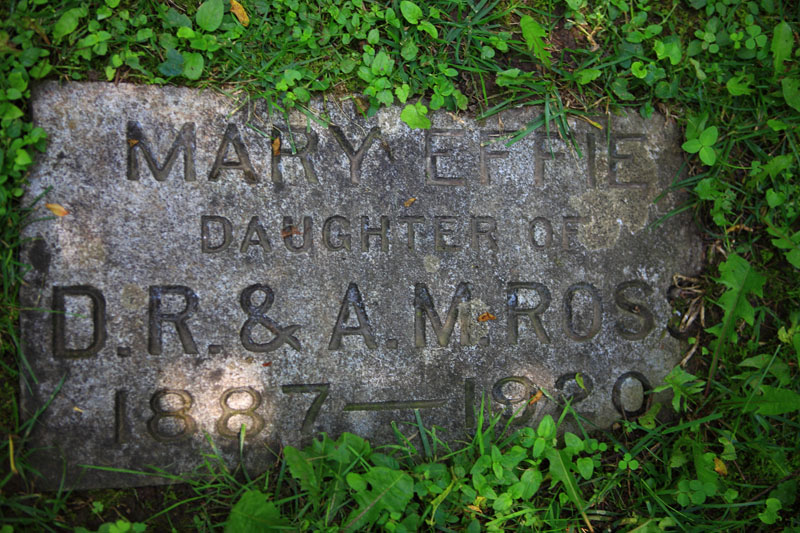 MARY EFFIE
DAUGHTER OF
D.R.& A.M.ROSS
1887—1920